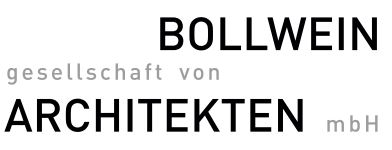 BOLLWEIN
gesellschaft von
ARCHITEKTEN mbH